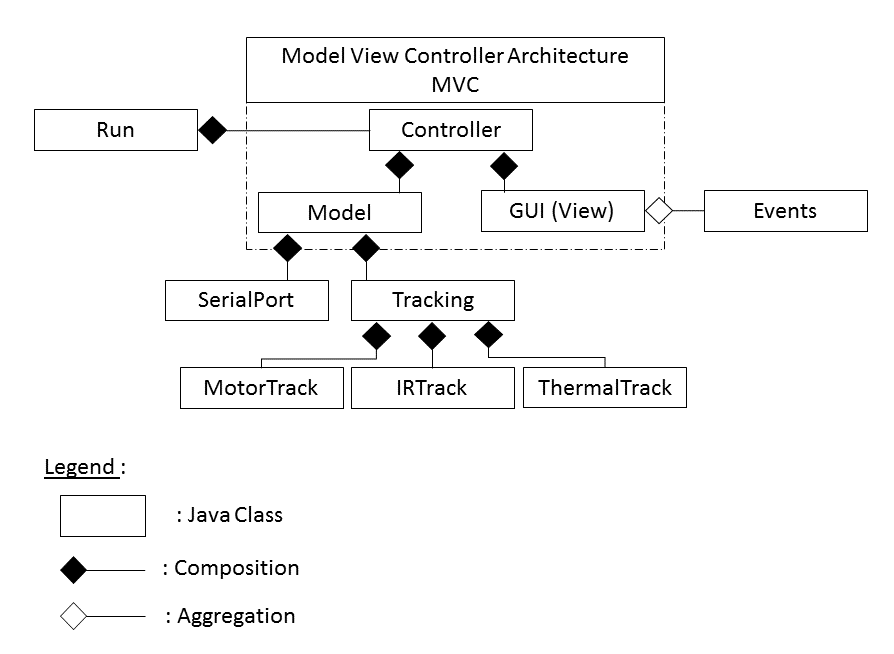 Model View Controller Architecture
MVC
Run
Controller
Model
GUI (View)
Events
SerialPort
Tracking
MotorTrack
IRTrack
ThermalTrack
Legend :
: Java Class
: Composition
: Aggregation